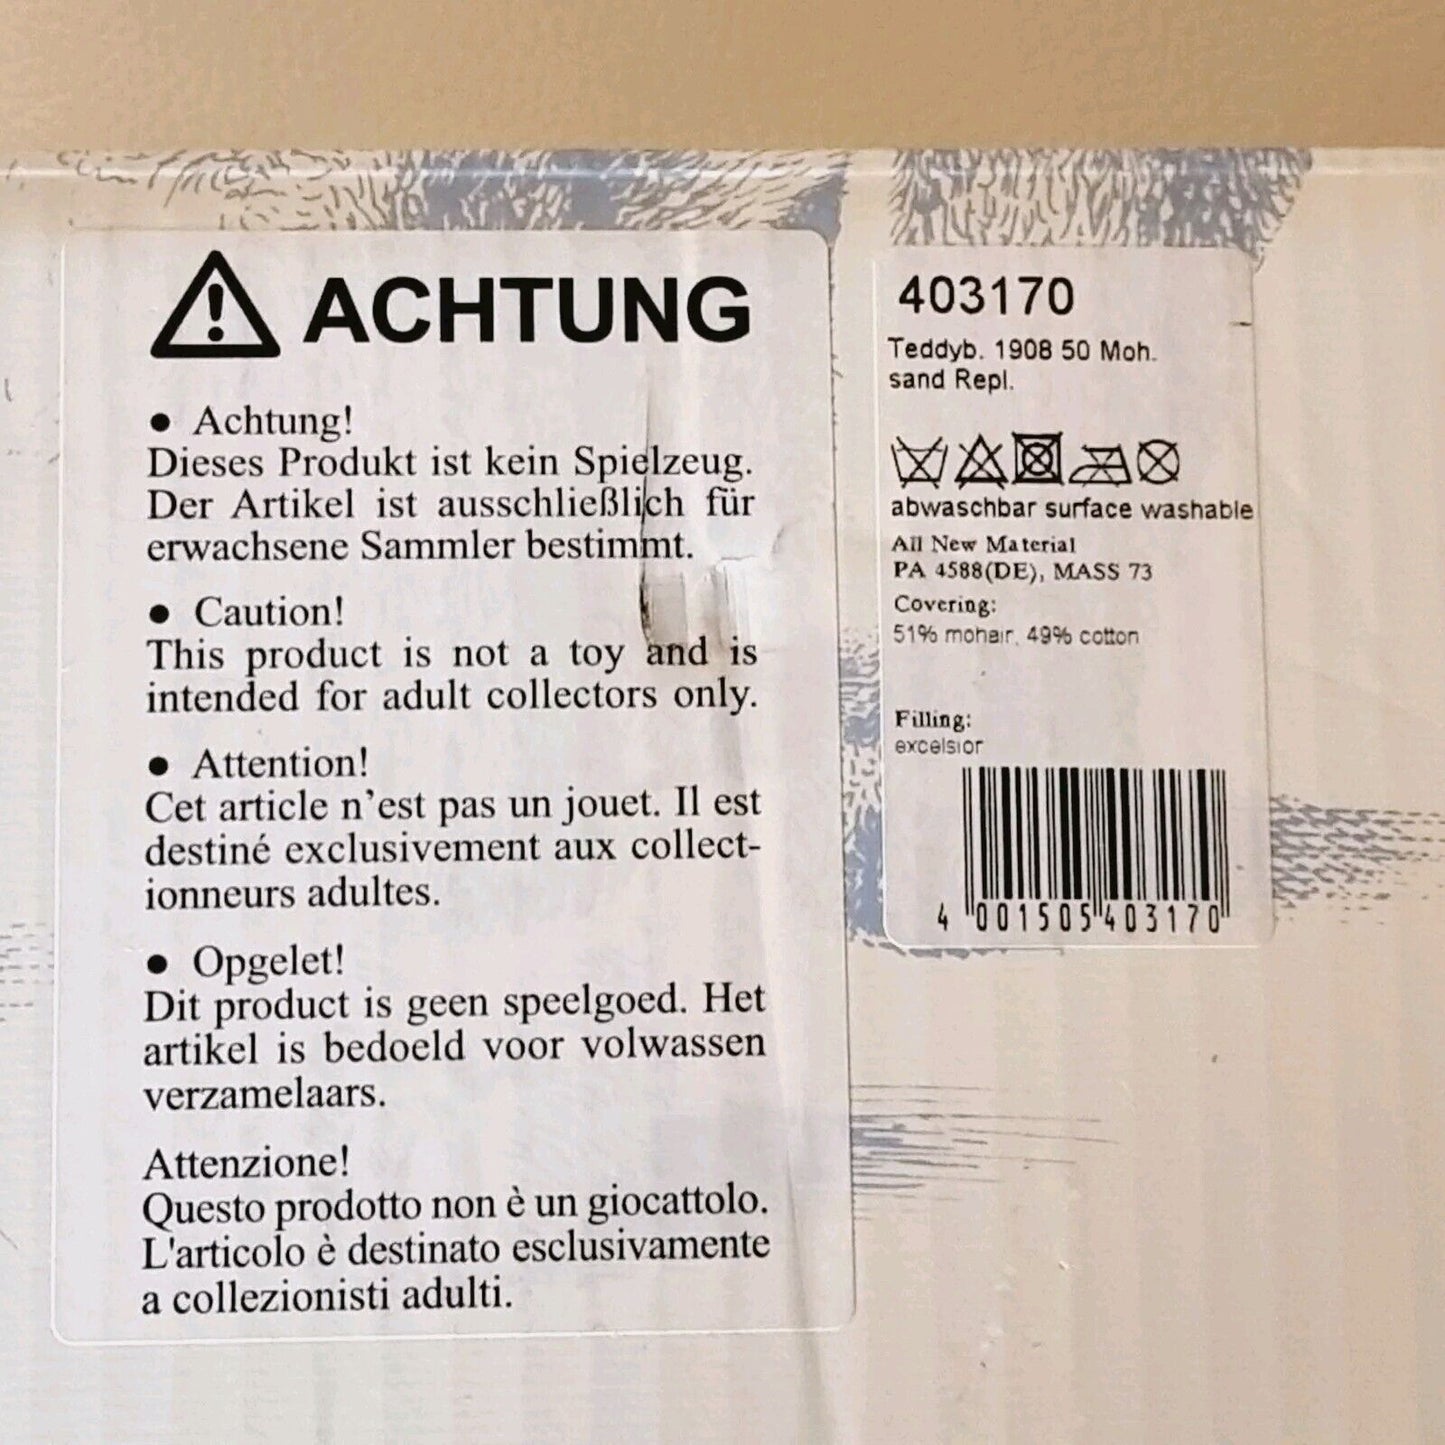 ACHTUNG
● Achtung!
Dieses Produkt ist kein Spielzeug.
Der Artikel ist ausschließlich für
erwachsene Sammler bestimmt.
● Caution!
This product is not a toy and is
intended for adult collectors only.
● Attention!
Cet article n’est pas un jouet. Il est
destiné exclusivement aux collect-
ionneurs adultes.
● Opgelet!
Dit product is geen speelgoed. Het
artikel is bedoeld voor volwassen
verzamelaars.
Attenzione!
Questo prodotto non è un giocattolo.
L'articolo è destinato esclusivamente
a collezionisti adulti.
403170
Teddyb. 1908 50 Moh.
sand Repl.
abwaschbar surface washable
All New Material
PA 4588(DE), MASS 73
Covering:
51% mohair, 49% cotton
Filling:
excelsior
4 001505 403170